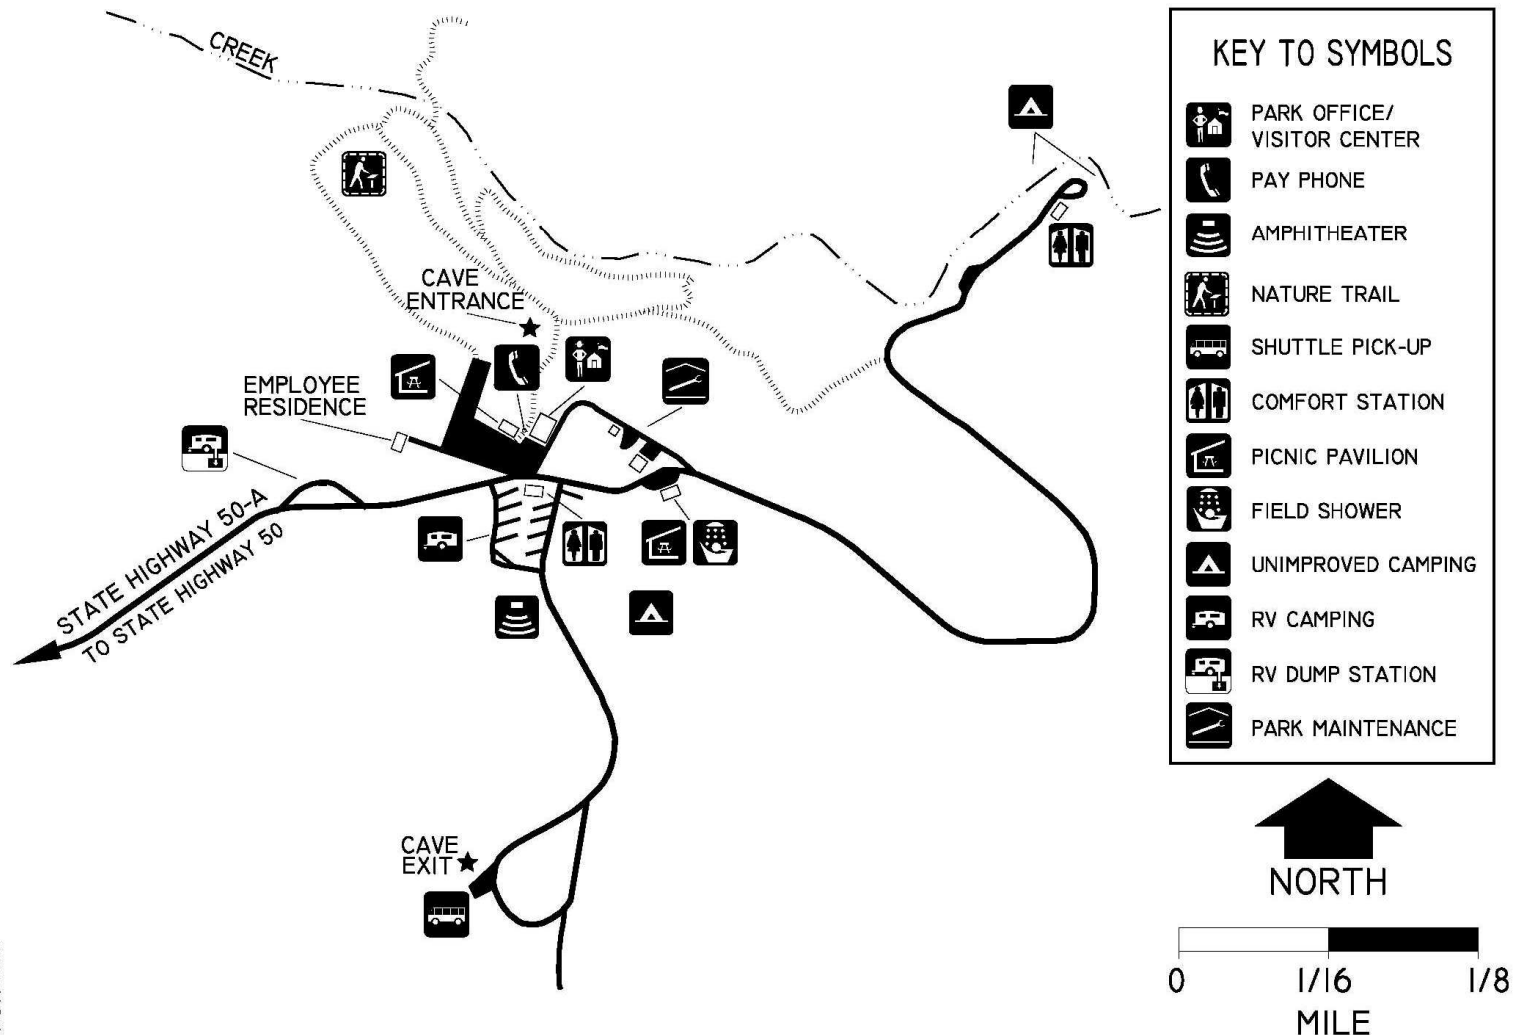 CREEK
CAVE
ENTRANCE
EMPLOYEE
RESIDENCE
STATE HIGHWAY 50-A
TO STATE HIGHWAY 50
CAVE
EXIT
KEY TO SYMBOLS
PARK OFFICE/
VISITOR CENTER
PAY PHONE
AMPHITHEATER
NATURE TRAIL
SHUTTLE PICK-UP
COMFORT STATION
PICNIC PAVILION
FIELD SHOWER
UNIMPROVED CAMPING
RV CAMPING
RV DUMP STATION
PARK MAINTENANCE
NORTH
0 1/16 1/8
MILE